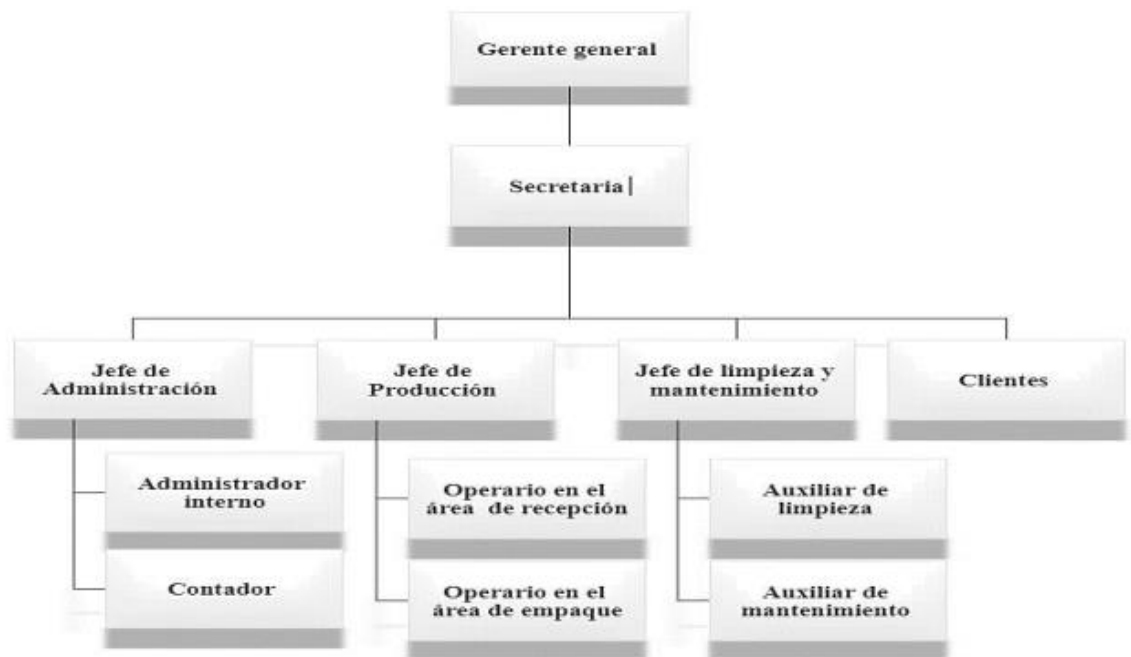 Gerente general
Secretaria
Jefe de
Administración
Jefe de
Producción
Jefe de limpieza y
mantenimiento
Clientes
Administrador
interno
Operario en el
área de recepción
Auxiliar de
limpieza
Contador
Operario en el
área de empaque
Auxiliar de
mantenimiento